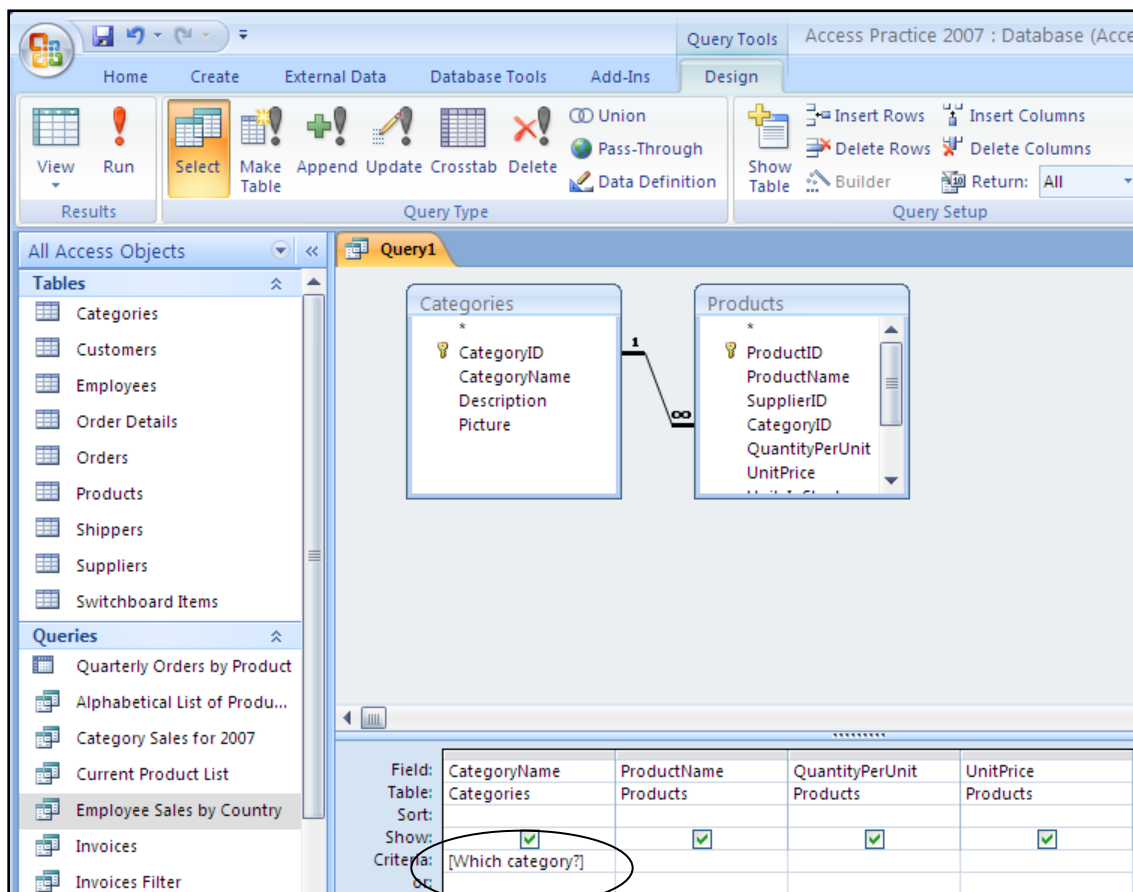 Query Tools
Access Practice 2007 : Database (Acce
Home Create External Data Database Tools Add-Ins Design
View
Run
Select
Make Table
Append
Update
Crosstab
Delete
Union
Pass-Through
Data Definition
Show Table
Insert Rows
Delete Rows
Builder
Insert Columns
Delete Columns
Return: All
Results
Query Type
Query Setup
All Access Objects
Tables
Categories
Customers
Employees
Order Details
Orders
Products
Shippers
Suppliers
Switchboard Items
Queries
Quarterly Orders by Product
Alphabetical List of Produ...
Category Sales for 2007
Current Product List
Employee Sales by Country
Invoices
Invoices Filter
Query1
Categories
*
CategoryID
CategoryName
Description
Picture
1
∞
Products
*
ProductID
ProductName
SupplierID
CategoryID
QuantityPerUnit
UnitPrice
Field: CategoryName ProductName QuantityPerUnit UnitPrice
Table: Categories Products Products Products
Sort:
Show:
Criteria: [Which category?]
or: